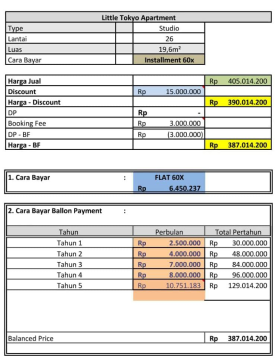 Little Tokyo Apartment
Type Studio
Lantai 26
Luas 19,6m²
Cara Bayar Installment 60x
Harga Jual Rp 405.014.200
Discount Rp 15.000.000
Harga - Discount Rp 390.014.200
DP Rp -
Booking Fee Rp 3.000.000
DP - BF Rp (3.000.000)
Harga - BF Rp 387.014.200
1. Cara Bayar : FLAT 60X
Rp 6.450.237
2. Cara Bayar Ballon Payment :
Tahun Perbulan Total Pertahun
Tahun 1 Rp 2.500.000 Rp 30.000.000
Tahun 2 Rp 4.000.000 Rp 48.000.000
Tahun 3 Rp 7.000.000 Rp 84.000.000
Tahun 4 Rp 8.000.000 Rp 96.000.000
Tahun 5 Rp 10.751.183 Rp 129.014.200
Balanced Price Rp 387.014.200